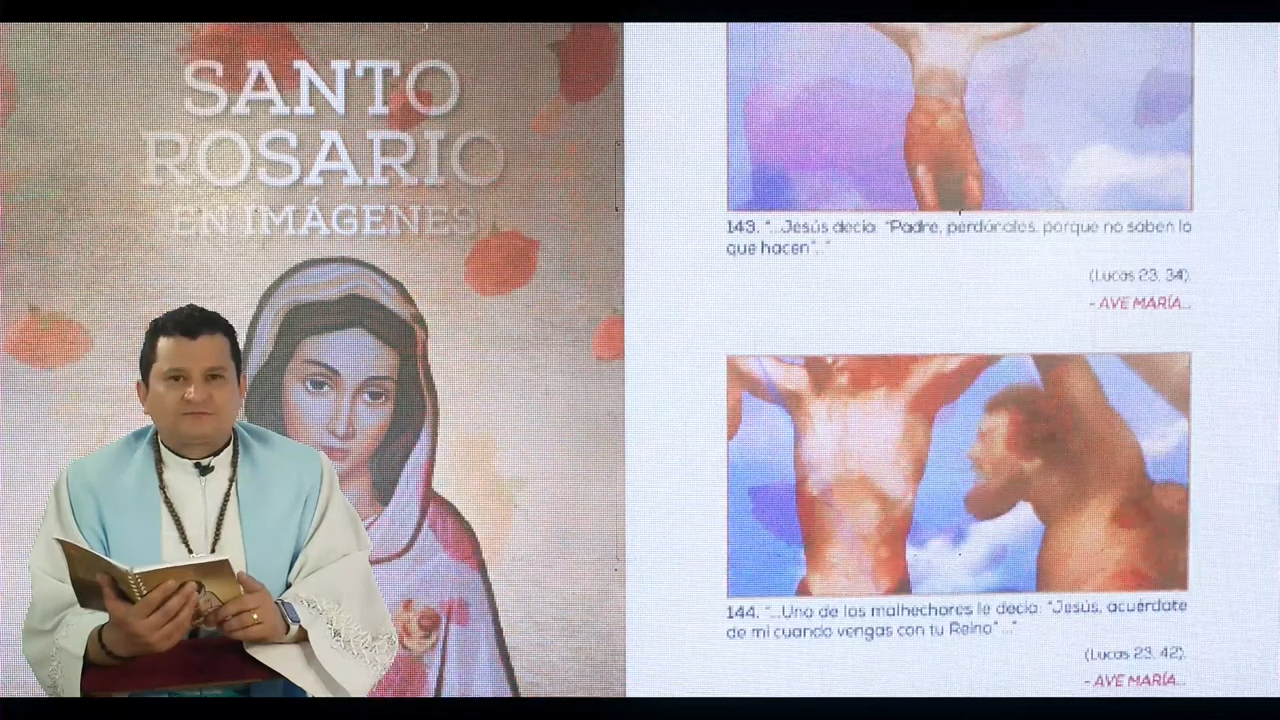 SANTO
ROSARIO
EN IMÁGENES
143. "...Jesús decía: "Padre, perdónales, porque no saben lo
que hacen"..."
(Lucas 23, 34).
- AVE MARÍA...
144. "...Uno de los malhechores le decía: "Jesús, acuérdate
de mi cuando vengas con tu Reino"..."
(Lucas 23, 42).
- AVE MARÍA...